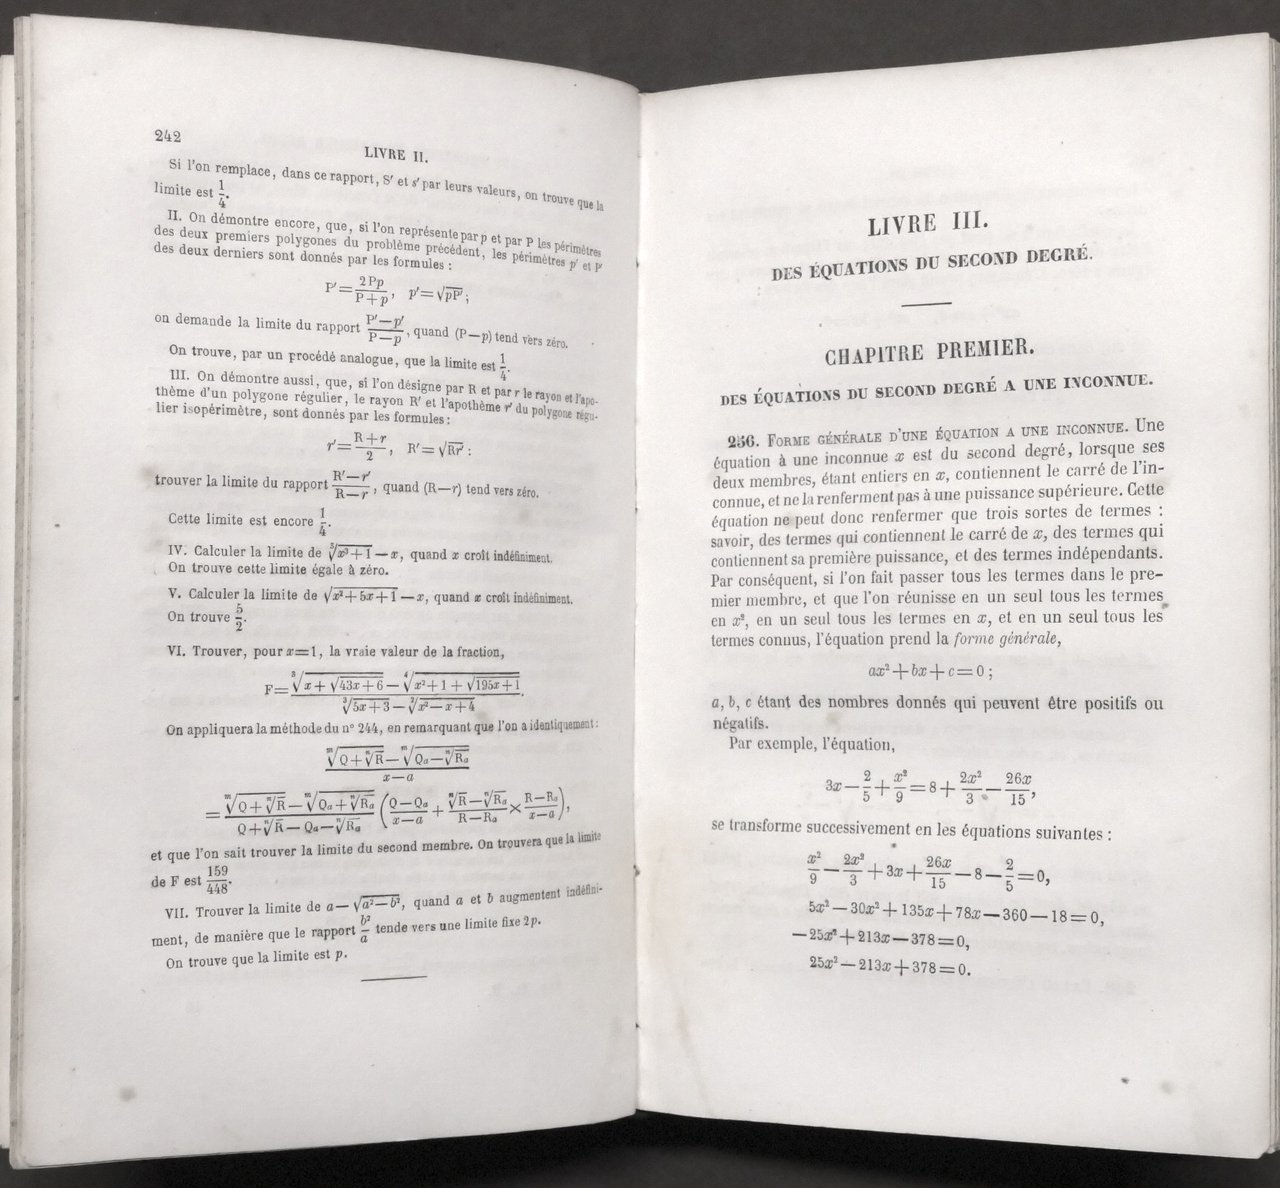 242
LIVRE II.
Si l'on remplace, dans ce rapport, S' et s' par leurs valeurs, on trouve que la
limite est 1/4.
II. On démontre encore, que, si l'on représente par p et par P les périmètres
des deux premiers polygones du problème précédent, les périmètres p' et P'
des deux derniers sont donnés par les formules :
P'=2Pp/(P+p), p'=√(pP');
on demande la limite du rapport (P'—p')/(P—p), quand (P—p) tend vers zéro.
On trouve, par un procédé analogue, que la limite est 1/4.
III. On démontre aussi, que, si l'on désigne par R et par r le rayon et l'apo-
thème d'un polygone régulier, le rayon R' et l'apothème r' du polygone régu-
lier isopérimètre, sont donnés par les formules :
r'=(R+r)/2, R'=√(Rr') :
trouver la limite du rapport (R'—r')/(R—r), quand (R—r) tend vers zéro.
Cette limite est encore 1/4.
IV. Calculer la limite de ∛(x³+1)—x, quand x croît indéfiniment.
On trouve cette limite égale à zéro.
V. Calculer la limite de √(x²+5x+1)—x, quand x croît indéfiniment.
On trouve 5/2.
VI. Trouver, pour x=1, la vraie valeur de la fraction,
F=(∛(x+√(43x+6))—∜(x²+1+√(195x+1)))/(∛(5x+3)—∛(x²—x+4)).
On appliquera la méthode du n° 244, en remarquant que l'on a identiquement :
(ᵐ√(Q+ⁿ√R)—ᵐ√(Qₐ—ⁿ√Rₐ))/(x—a)
=(ᵐ√(Q+ⁿ√R)—ᵐ√(Qₐ+ⁿ√Rₐ))/(Q+ⁿ√R—Qₐ—ⁿ√Rₐ) ((Q—Qₐ)/(x—a)+(ⁿ√R—ⁿ√Rₐ)/(R—Rₐ)×(R—Rₐ)/(x—a)),
et que l'on sait trouver la limite du second membre. On trouvera que la limite
de F est 159/448.
VII. Trouver la limite de a—√(a²—b²), quand a et b augmentent indéfini-
ment, de manière que le rapport b²/a tende vers une limite fixe 2p.
On trouve que la limite est p.
LIVRE III.
DES ÉQUATIONS DU SECOND DEGRÉ.
CHAPITRE PREMIER.
DES ÉQUATIONS DU SECOND DEGRÉ A UNE INCONNUE.
256. FORME GÉNÉRALE D'UNE ÉQUATION A UNE INCONNUE. Une
équation à une inconnue x est du second degré, lorsque ses
deux membres, étant entiers en x, contiennent le carré de l'in-
connue, et ne la renferment pas à une puissance supérieure. Cette
équation ne peut donc renfermer que trois sortes de termes :
savoir, des termes qui contiennent le carré de x, des termes qui
contiennent sa première puissance, et des termes indépendants.
Par conséquent, si l'on fait passer tous les termes dans le pre-
mier membre, et que l'on réunisse en un seul tous les termes
en x², en un seul tous les termes en x, et en un seul tous les
termes connus, l'équation prend la forme générale,
ax²+bx+c=0 ;
a, b, c étant des nombres donnés qui peuvent être positifs ou
négatifs.
Par exemple, l'équation,
3x—2/5+x²/9=8+2x²/3—26x/15,
se transforme successivement en les équations suivantes :
x²/9—2x²/3+3x+26x/15—8—2/5=0,
5x²—30x²+135x+78x—360—18=0,
—25x²+213x—378=0,
25x²—213x+378=0.